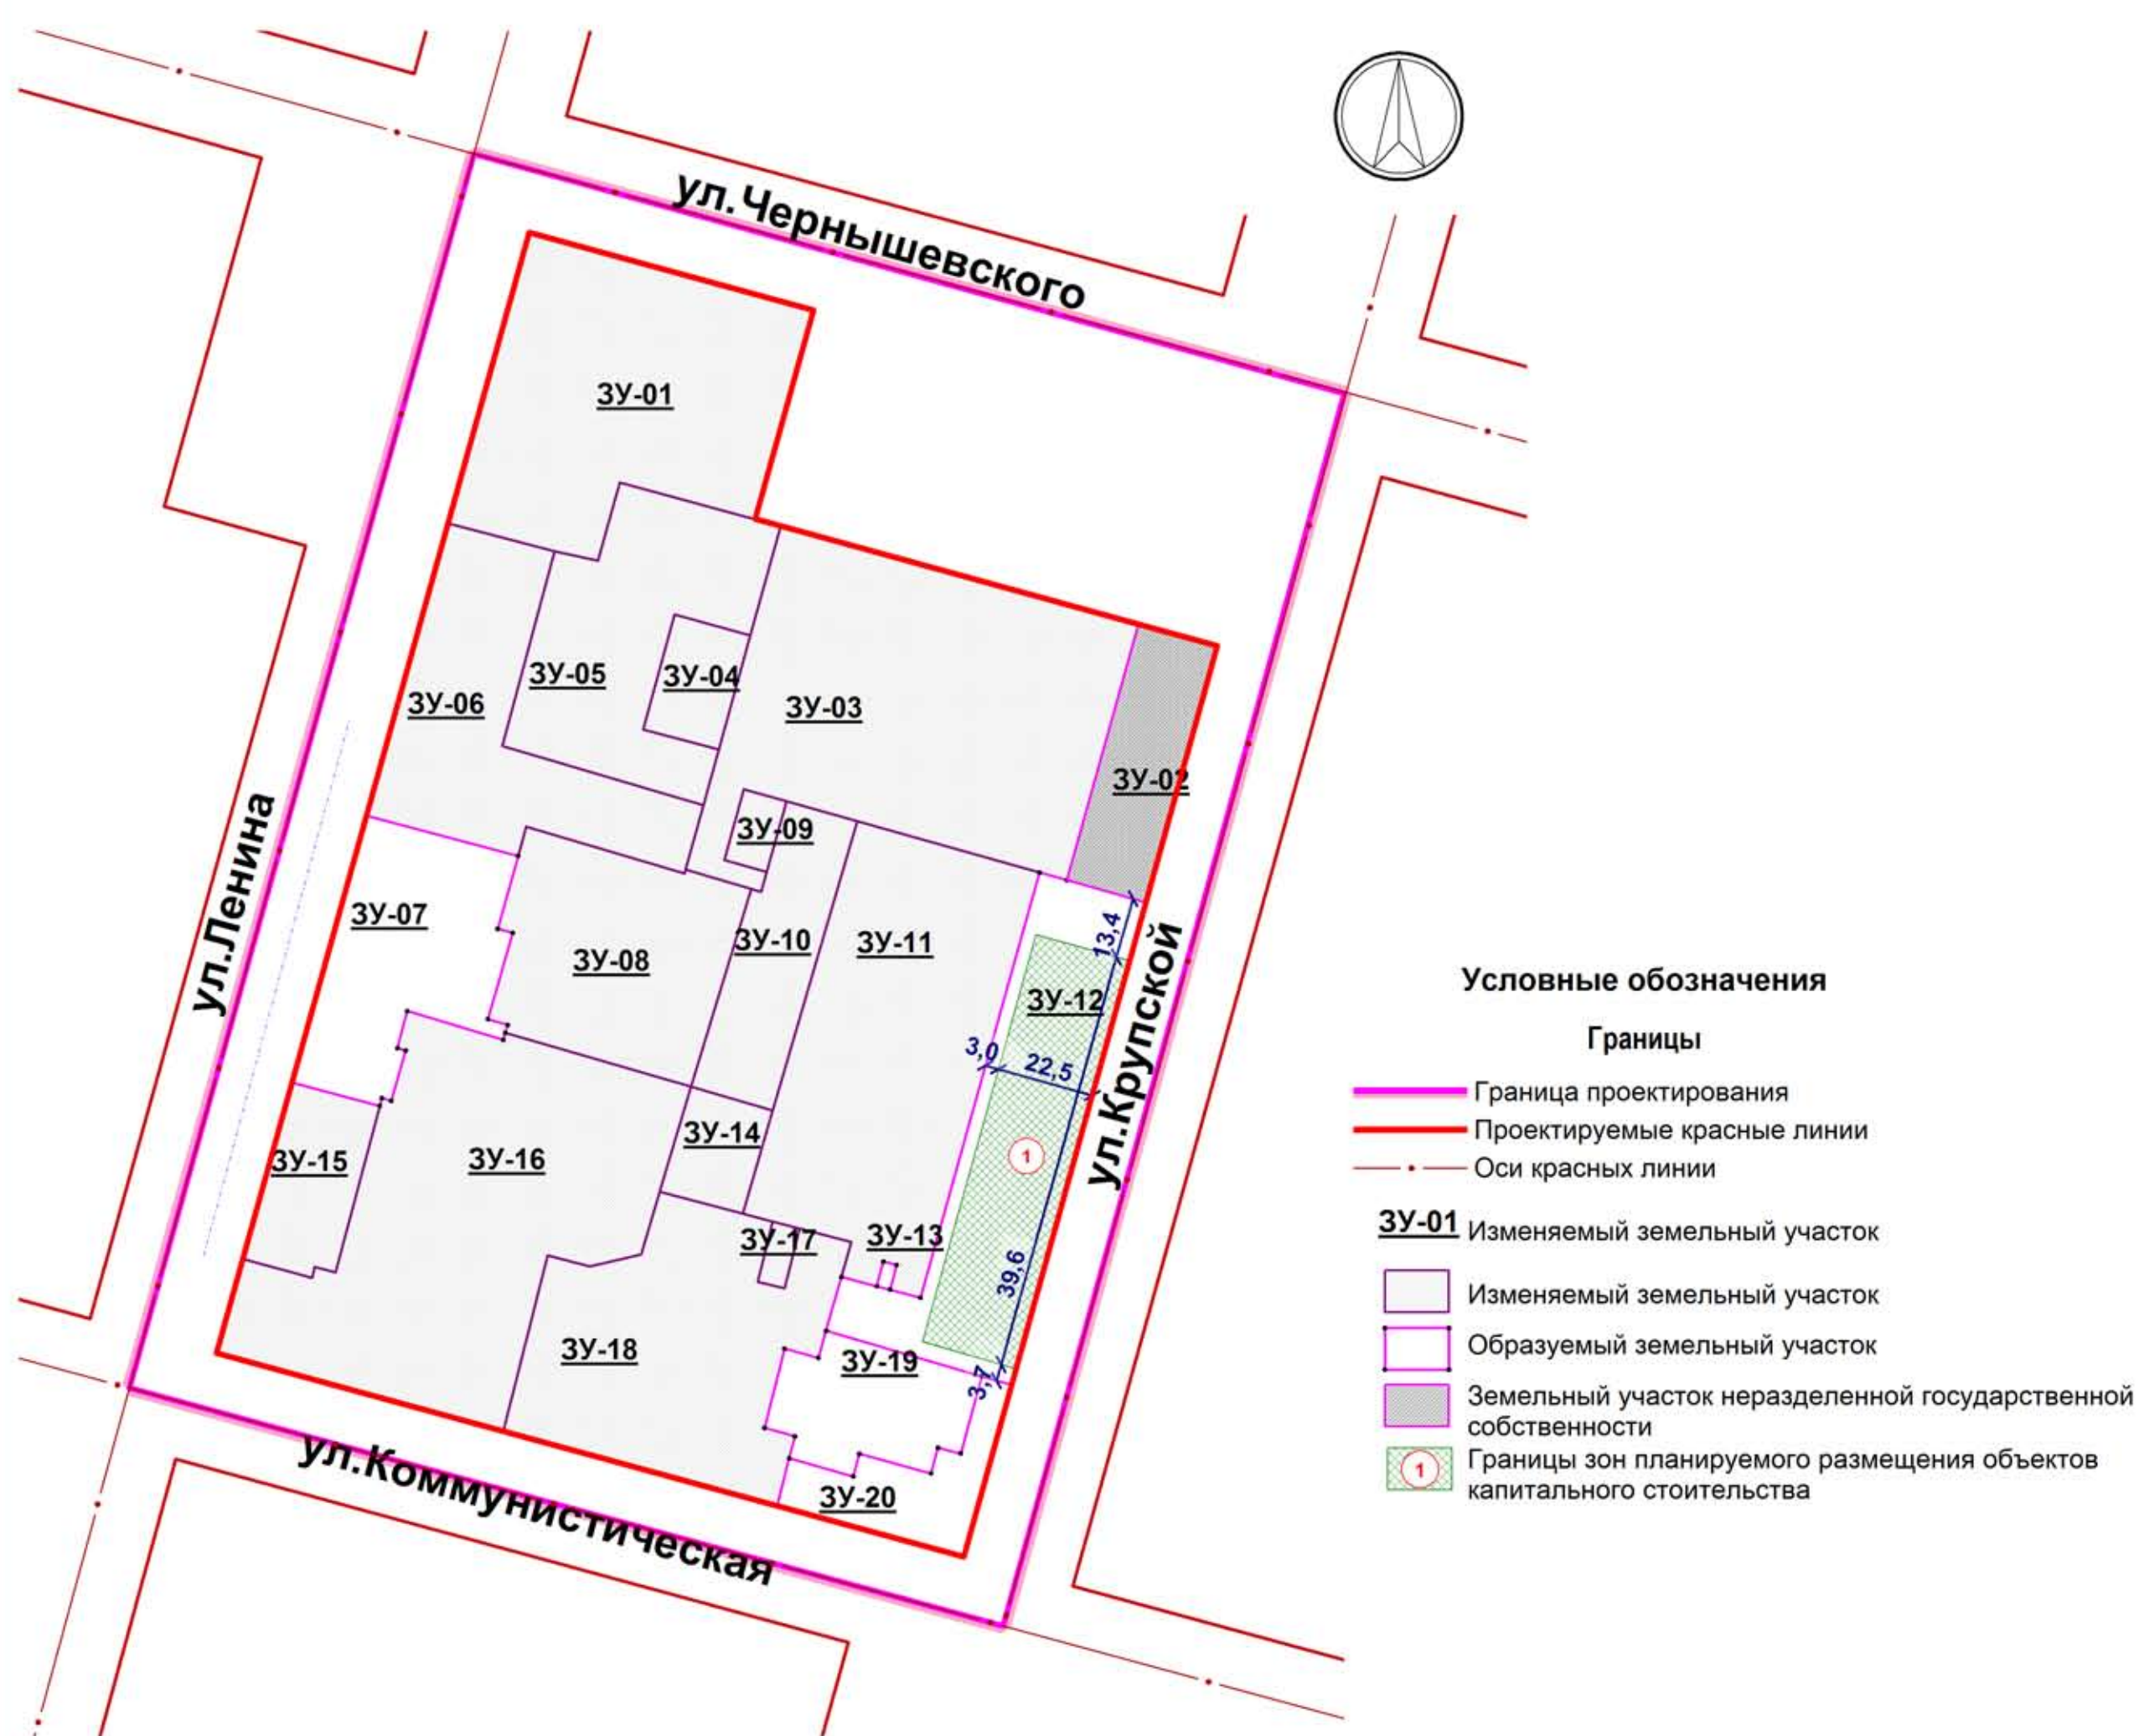 ул.Чернышевского
ЗУ-01
ЗУ-05
ЗУ-04
ЗУ-06
ЗУ-03
ЗУ-02
ул.Ленина
ЗУ-09
ЗУ-07
ЗУ-08
ЗУ-10
ЗУ-11
13,4
ул.Крупской
ЗУ-12
3,0
22,5
ЗУ-14
ЗУ-15
ЗУ-16
1
ЗУ-17
ЗУ-13
39,6
ЗУ-18
ЗУ-19
3,7
ул.Коммунистическая
ЗУ-20
Условные обозначения
Границы
Граница проектирования
Проектируемые красные линии
Оси красных линии
ЗУ-01 Изменяемый земельный участок
Изменяемый земельный участок
Образуемый земельный участок
Земельный участок неразделенной государственной
собственности
1 Границы зон планируемого размещения объектов
капитального стоительства